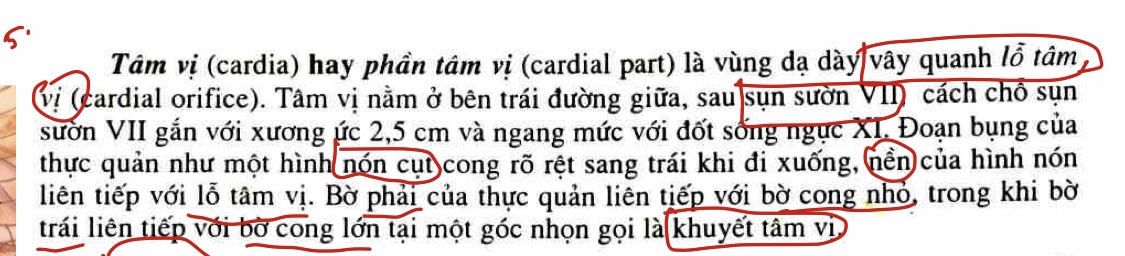 5.
Tâm vị (cardia) hay phần tâm vị (cardial part) là vùng dạ dày vây quanh lỗ tâm
vị (cardial orifice). Tâm vị nằm ở bên trái đường giữa, sau sụn sườn VII, cách chỗ sụn
sườn VII gắn với xương ức 2,5 cm và ngang mức với đốt sống ngực XI. Đoạn bụng của
thực quản như một hình nón cụt cong rõ rệt sang trái khi đi xuống, nền của hình nón
liên tiếp với lỗ tâm vị. Bờ phải của thực quản liên tiếp với bờ cong nhỏ, trong khi bờ
trái liên tiếp với bờ cong lớn tại một góc nhọn gọi là khuyết tâm vị.